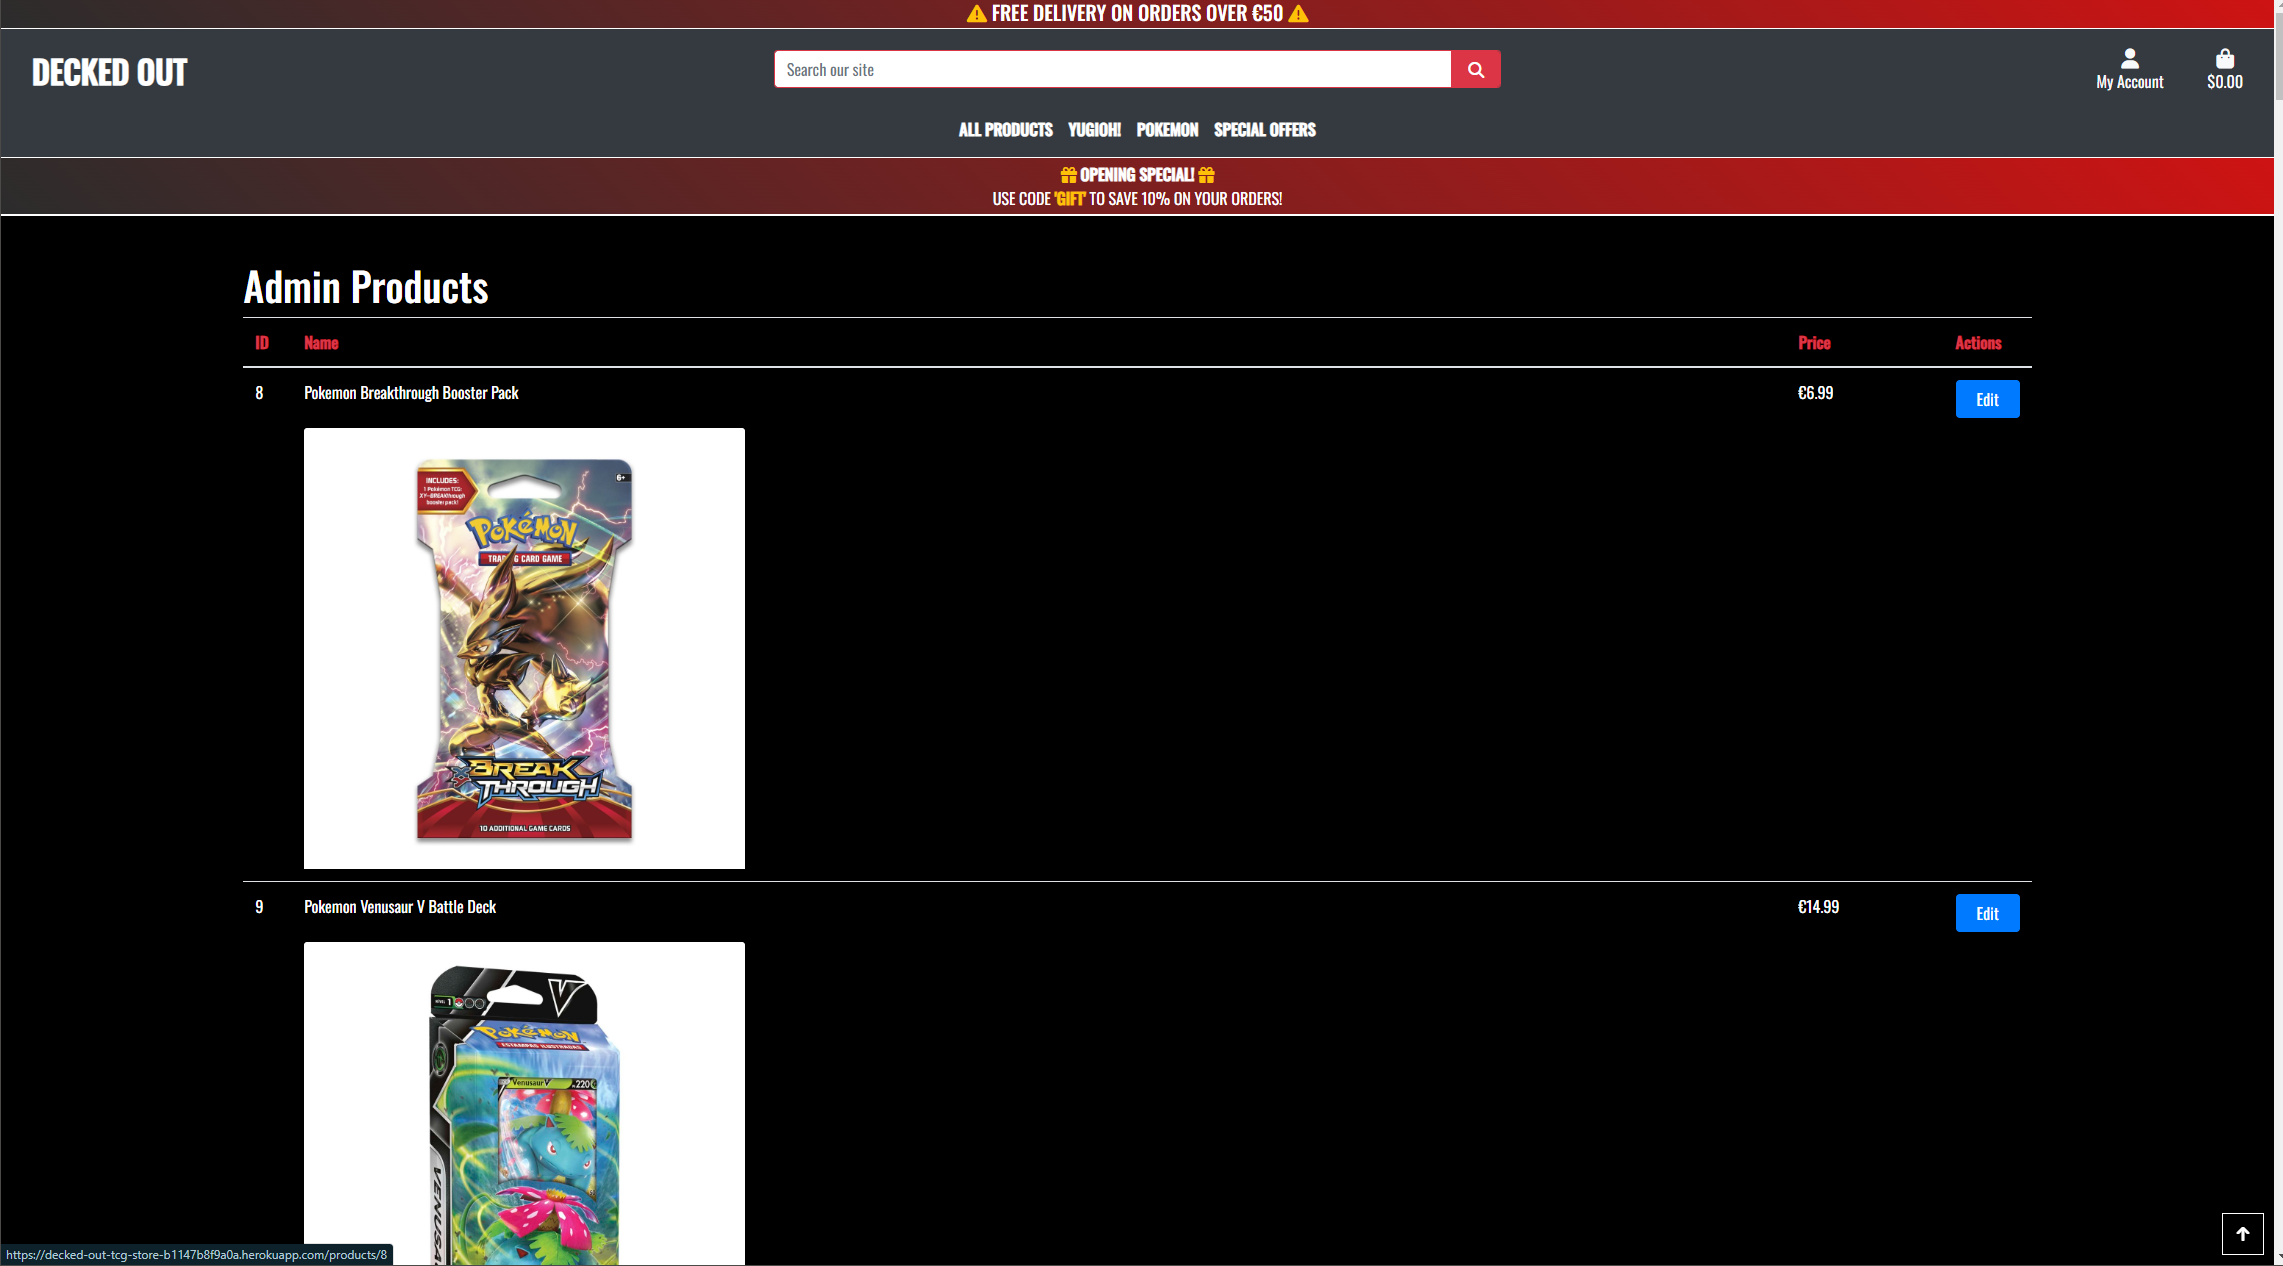 FREE DELIVERY ON ORDERS OVER €50
DECKED OUT
Search our site
My Account
$0.00
ALL PRODUCTS YUGIOH! POKEMON SPECIAL OFFERS
OPENING SPECIAL!
USE CODE 'GIFT' TO SAVE 10% ON YOUR ORDERS!
Admin Products
ID Name Price Actions
8 Pokemon Breakthrough Booster Pack €6.99 Edit
INCLUDES:
1 Pokémon TCG:
XY-BREAKthrough
booster pack!
6+
POKéMON
TRADING CARD GAME
XY BREAK
THROUGH
10 ADDITIONAL GAME CARDS
9 Pokemon Venusaur V Battle Deck €14.99 Edit
V
POKéMON
ESTAMPAS ILUSTRADAS
Venusaur V 220
VENUSA
https://decked-out-tcg-store-b1147b8f9a0a.herokuapp.com/products/8